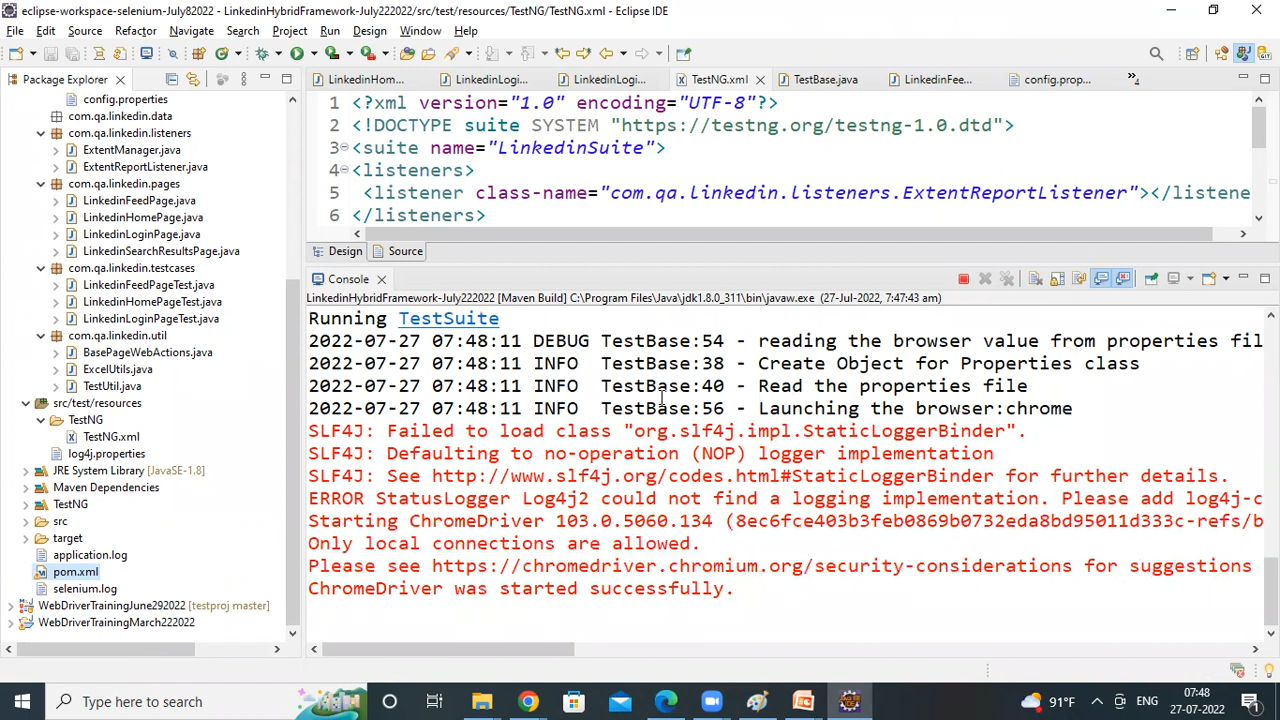 eclipse-workspace-selenium-July82022 - LinkedinHybridFramework-July222022/src/test/resources/TestNG/TestNG.xml - Eclipse IDE
File Edit Source Refactor Navigate Search Project Run Design Window Help
Package Explorer
config.properties
com.qa.linkedin.data
com.qa.linkedin.listeners
ExtentManager.java
ExtentReportListener.java
com.qa.linkedin.pages
LinkedinFeedPage.java
LinkedinHomePage.java
LinkedinLoginPage.java
LinkedinSearchResultsPage.java
com.qa.linkedin.testcases
LinkedinFeedPageTest.java
LinkedinHomePageTest.java
LinkedinLoginPageTest.java
com.qa.linkedin.util
BasePageWebActions.java
ExcelUtils.java
TestUtil.java
src/test/resources
TestNG
TestNG.xml
log4j.properties
JRE System Library [JavaSE-1.8]
Maven Dependencies
TestNG
src
target
application.log
pom.xml
selenium.log
WebDriverTrainingJune292022 [testproj master]
WebDriverTrainingMarch222022
LinkedinHom... LinkedinLogi... LinkedinLogi... TestNG.xml TestBase.java LinkedinFee... config.prop... 4
1 <?xml version="1.0" encoding="UTF-8"?>
2 <!DOCTYPE suite SYSTEM "https://testng.org/testng-1.0.dtd">
3 <suite name="LinkedinSuite">
4 <listeners>
5 <listener class-name="com.qa.linkedin.listeners.ExtentReportListener"></listene
6 </listeners>
Design Source
Console
LinkedinHybridFramework-July222022 [Maven Build] C:\Program Files\Java\jdk1.8.0_311\bin\javaw.exe (27-Jul-2022, 7:47:43 am)
Running TestSuite
2022-07-27 07:48:11 DEBUG TestBase:54 - reading the browser value from properties fil
2022-07-27 07:48:11 INFO TestBase:38 - Create Object for Properties class
2022-07-27 07:48:11 INFO TestBase:40 - Read the properties file
2022-07-27 07:48:11 INFO TestBase:56 - Launching the browser:chrome
SLF4J: Failed to load class "org.slf4j.impl.StaticLoggerBinder".
SLF4J: Defaulting to no-operation (NOP) logger implementation
SLF4J: See http://www.slf4j.org/codes.html#StaticLoggerBinder for further details.
ERROR StatusLogger Log4j2 could not find a logging implementation. Please add log4j-c
Starting ChromeDriver 103.0.5060.134 (8ec6fce403b3feb0869b0732eda8bd95011d333c-refs/b
Only local connections are allowed.
Please see https://chromedriver.chromium.org/security-considerations for suggestions
ChromeDriver was started successfully.
Type here to search
91°F
ENG
07:48
27-07-2022
1